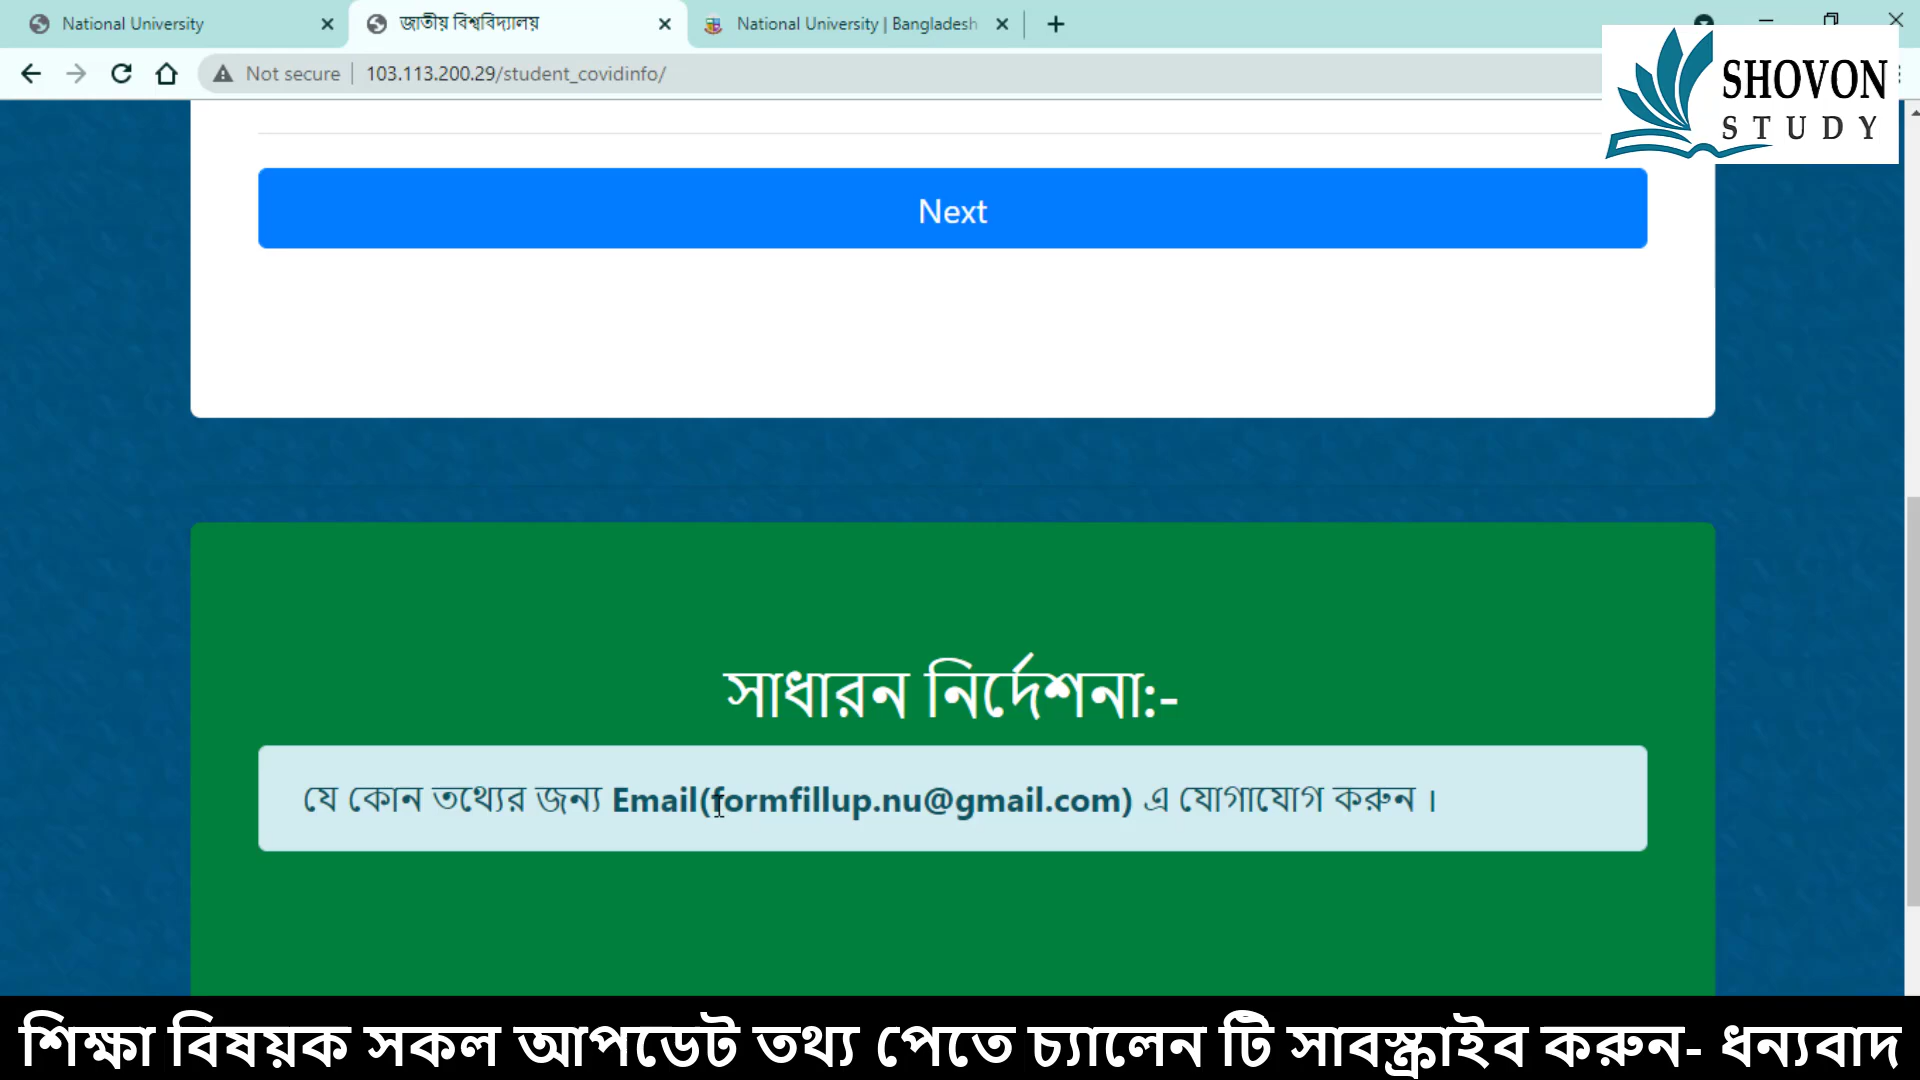 National University
জাতীয় বিশ্ববিদ্যালয়
National University | Bangladesh
Not secure
103.113.200.29/student_covidinfo/
SHOVON
STUDY
Next
সাধারন নির্দেশনা:-
যে কোন তথ্যের জন্য Email(formfillup.nu@gmail.com) এ যোগাযোগ করুন ।
শিক্ষা বিষয়ক সকল আপডেট তথ্য পেতে চ্যালেন টি সাবস্ক্রাইব করুন- ধন্যবাদ